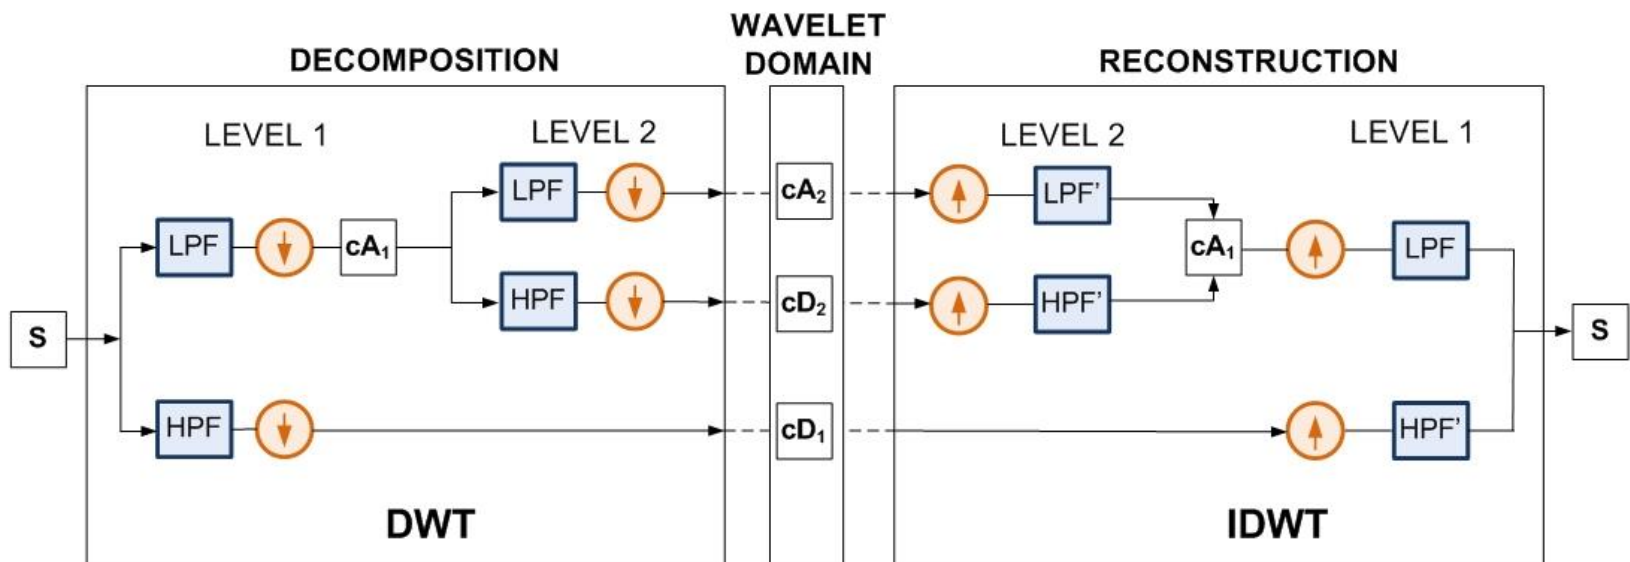 WAVELET
DOMAIN
DECOMPOSITION
RECONSTRUCTION
LEVEL 1
LEVEL 2
LEVEL 2
LEVEL 1
LPF
cA₂
LPF’
LPF
cA₁
cA₁
LPF
HPF
cD₂
HPF’
S
S
HPF
cD₁
HPF’
DWT
IDWT